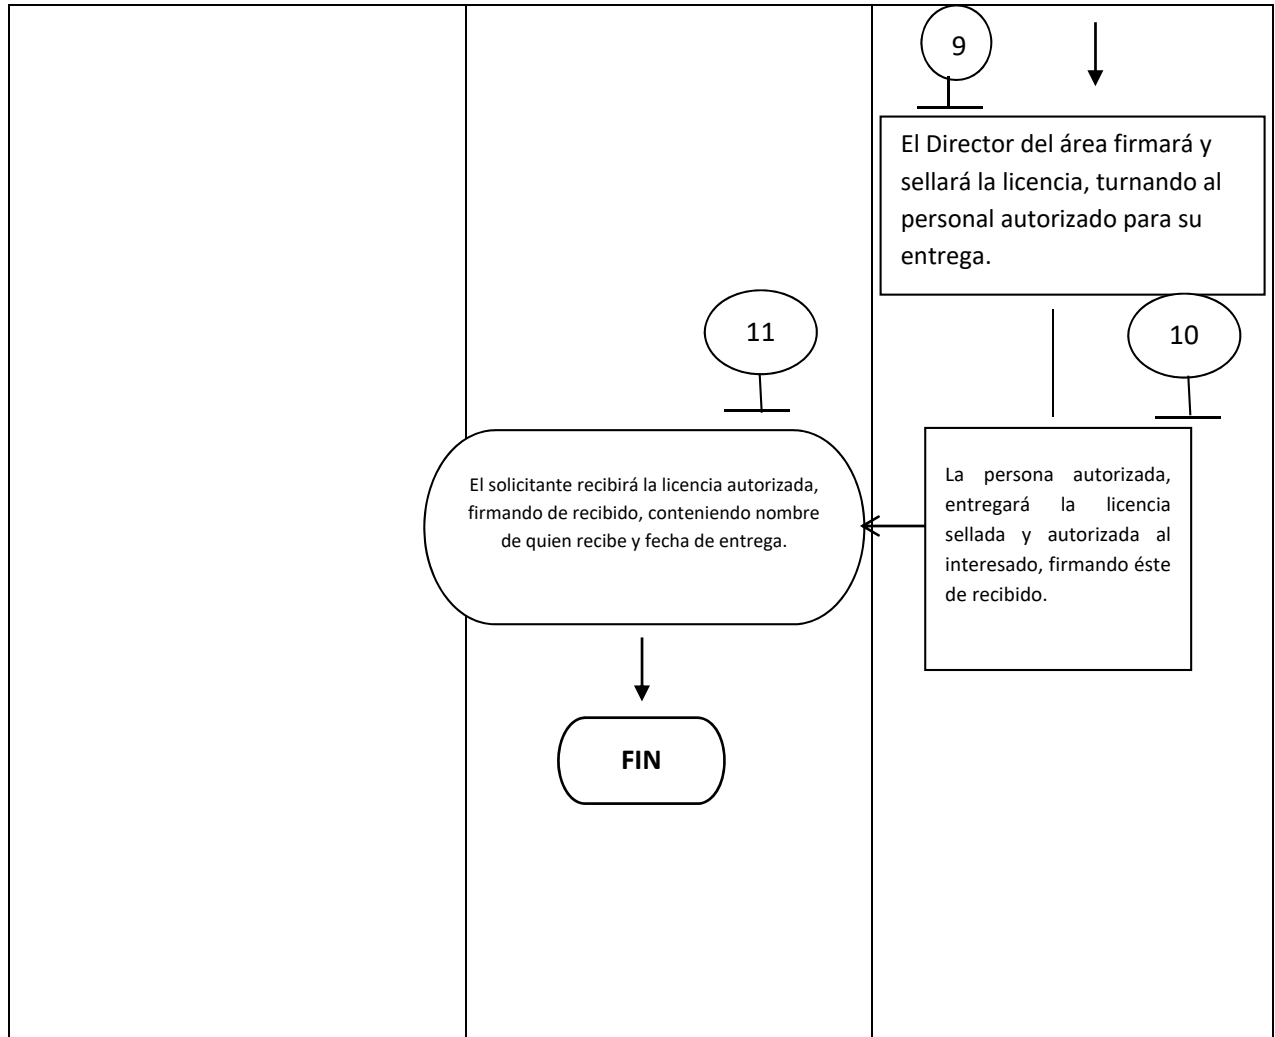 9
El Director del área firmará y
sellará la licencia, turnando al
personal autorizado para su
entrega.
10
La persona autorizada,
entregará la licencia
sellada y autorizada al
interesado, firmando éste
de recibido.
11
El solicitante recibirá la licencia autorizada,
firmando de recibido, conteniendo nombre
de quien recibe y fecha de entrega.
FIN